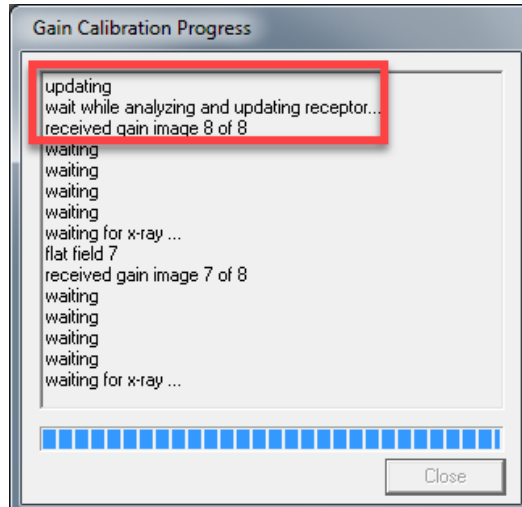 Gain Calibration Progress
updating
wait while analyzing and updating receptor...
received gain image 8 of 8
waiting
waiting
waiting
waiting
waiting for x-ray ...
flat field 7
received gain image 7 of 8
waiting
waiting
waiting
waiting
waiting for x-ray ...
Close